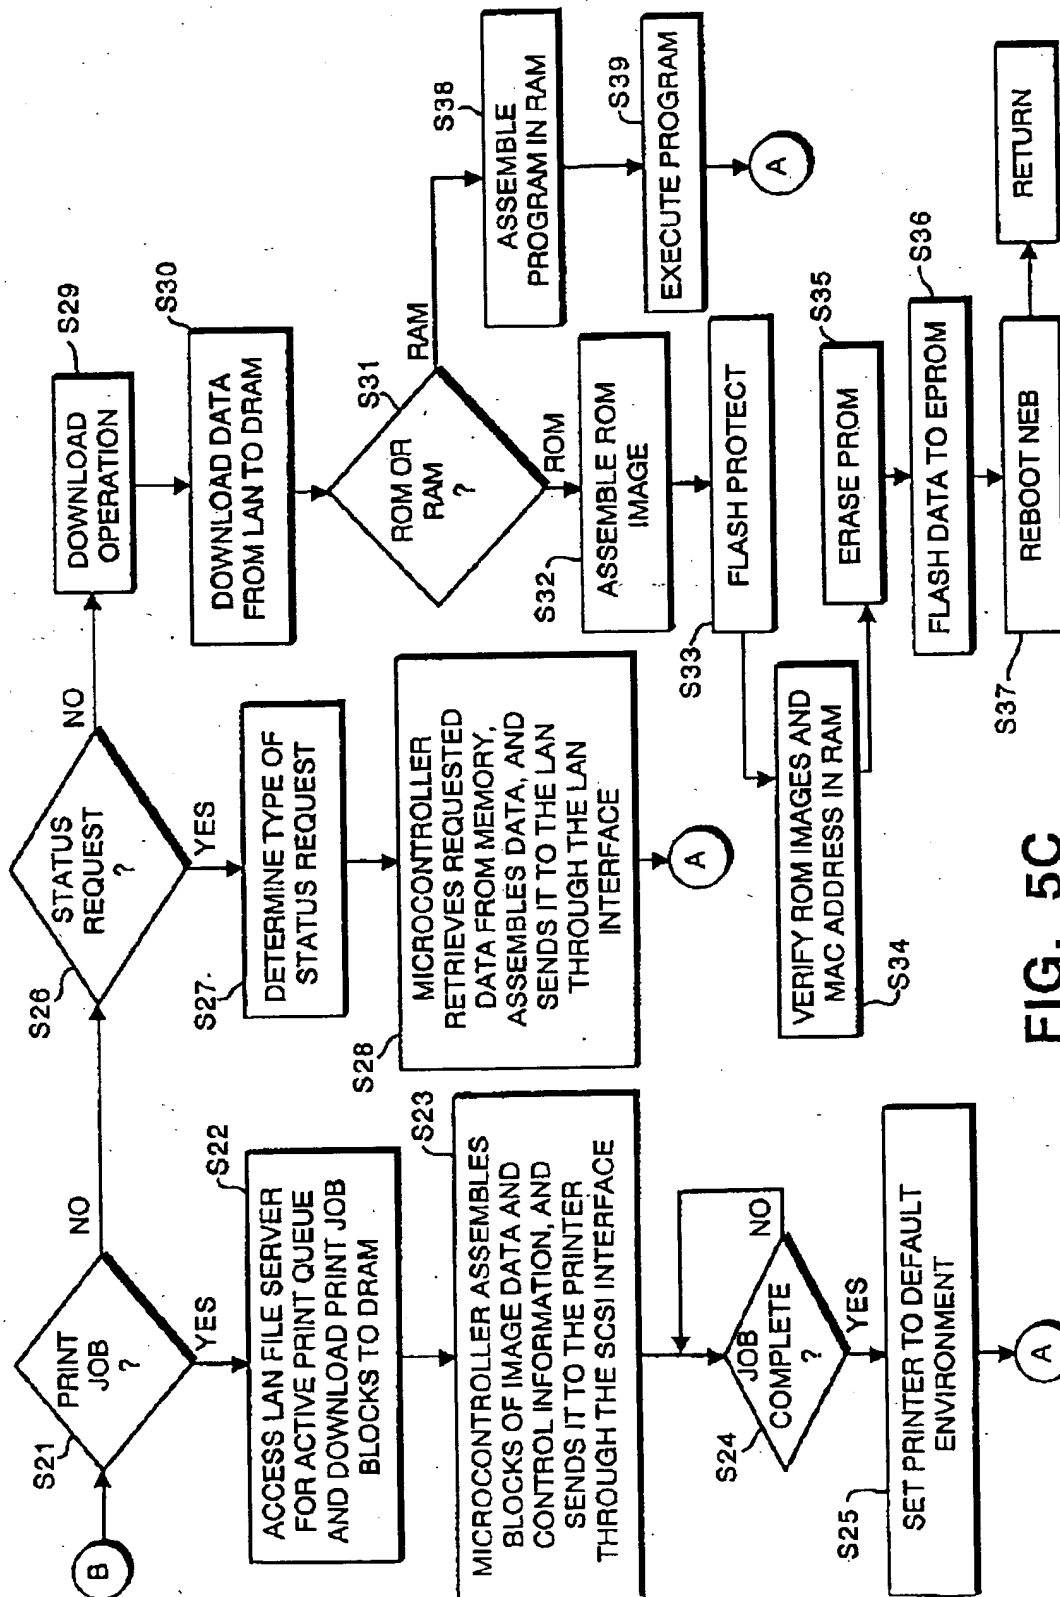 B
S21
PRINT
JOB
?
NO
YES
S22
ACCESS LAN FILE SERVER
FOR ACTIVE PRINT QUEUE
AND DOWNLOAD PRINT JOB
BLOCKS TO DRAM
S23
MICROCONTROLLER ASSEMBLES
BLOCKS OF IMAGE DATA AND
CONTROL INFORMATION, AND
SENDS IT TO THE PRINTER
THROUGH THE SCSI INTERFACE
S24
JOB
COMPLETE
?
NO
YES
S25
SET PRINTER TO DEFAULT
ENVIRONMENT
A
S26
STATUS
REQUEST
?
NO
YES
S27
DETERMINE TYPE OF
STATUS REQUEST
S28
MICROCONTROLLER
RETRIEVES REQUESTED
DATA FROM MEMORY,
ASSEMBLES DATA, AND
SENDS IT TO THE LAN
THROUGH THE LAN
INTERFACE
A
S29
DOWNLOAD
OPERATION
S30
DOWNLOAD DATA
FROM LAN TO DRAM
S31
ROM OR
RAM
?
RAM
ROM
S32
ASSEMBLE ROM
IMAGE
S33
FLASH PROTECT
VERIFY ROM IMAGES AND
MAC ADDRESS IN RAM
S34
S35
ERASE PROM
S36
FLASH DATA TO EPROM
S37
REBOOT NEB
RETURN
S38
ASSEMBLE
PROGRAM IN RAM
S39
EXECUTE PROGRAM
A
FIG. 5C